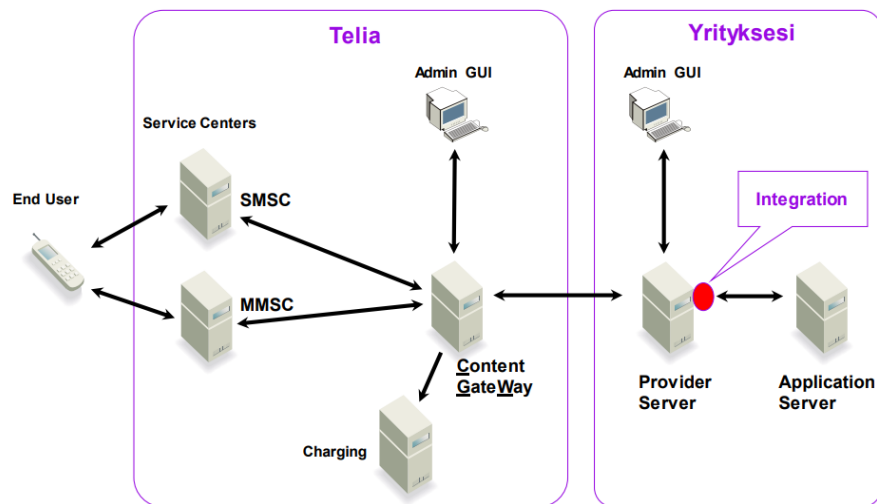 Telia
Yrityksesi
Admin GUI
Admin GUI
Service Centers
End User
SMSC
Integration
MMSC
Content
GateWay
Provider
Server
Application
Server
Charging